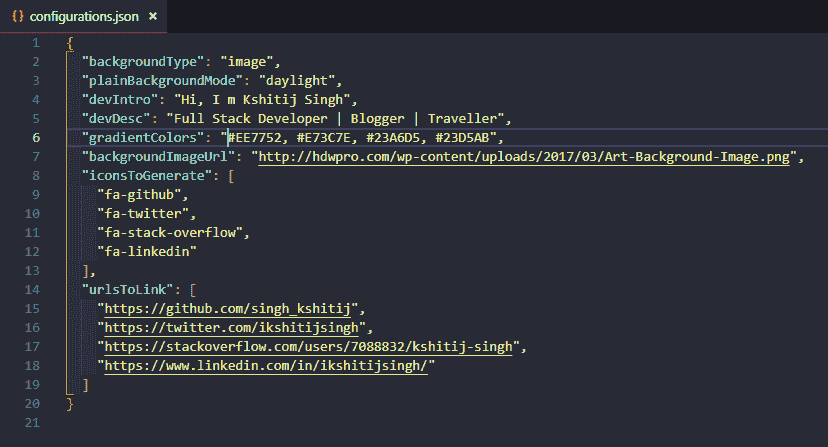 {} configurations.json ×
1 {
2 "backgroundType": "image",
3 "plainBackgroundMode": "daylight",
4 "devIntro": "Hi, I m Kshitij Singh",
5 "devDesc": "Full Stack Developer | Blogger | Traveller",
6 "gradientColors": "#EE7752, #E73C7E, #23A6D5, #23D5AB",
7 "backgroundImageUrl": "http://hdwpro.com/wp-content/uploads/2017/03/Art-Background-Image.png",
8 "iconsToGenerate": [
9 "fa-github",
10 "fa-twitter",
11 "fa-stack-overflow",
12 "fa-linkedin"
13 ],
14 "urlsToLink": [
15 "https://github.com/singh_kshitij",
16 "https://twitter.com/ikshitijsingh",
17 "https://stackoverflow.com/users/7088832/kshitij-singh",
18 "https://www.linkedin.com/in/ikshitijsingh/"
19 ]
20 }
21